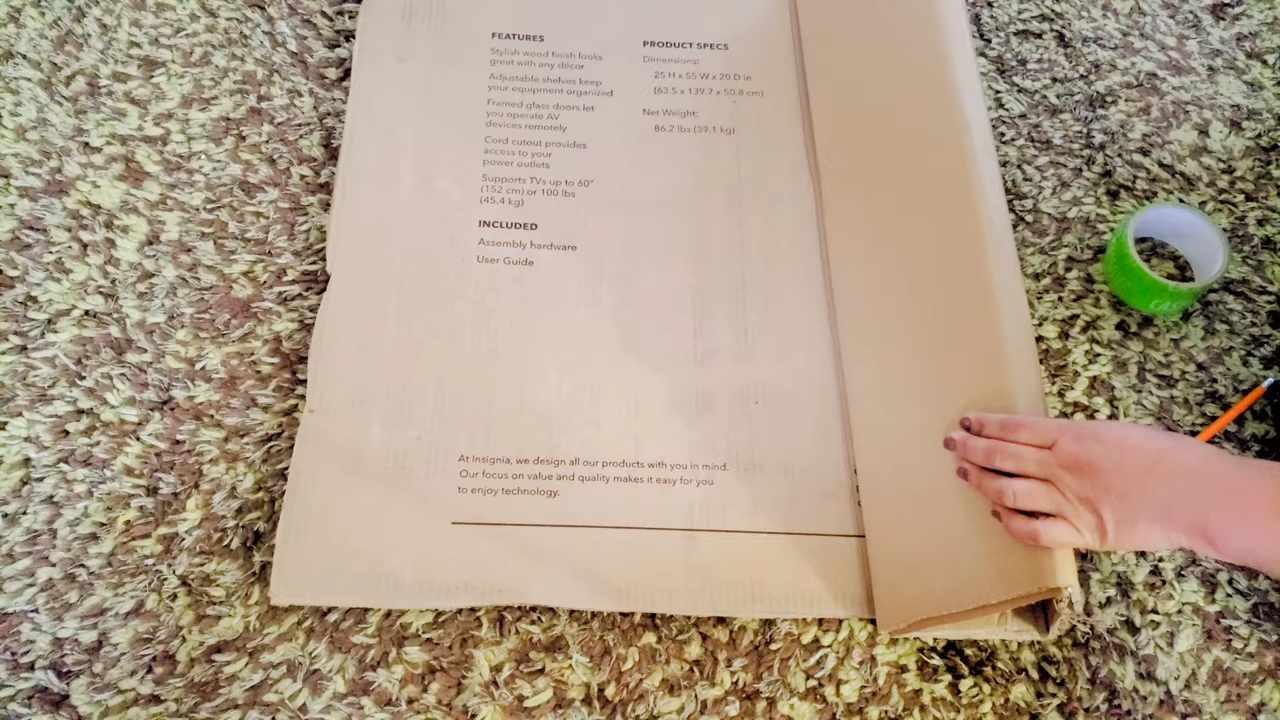 FEATURES
Stylish wood finish looks
great with any décor
Adjustable shelves keep
your equipment organized
Framed glass doors let
you operate AV
devices remotely
Cord cutout provides
access to your
power outlets
Supports TVs up to 60"
(152 cm) or 100 lbs
(45.4 kg)
INCLUDED
Assembly hardware
User Guide
PRODUCT SPECS
Dimensions:
25 H x 55 W x 20 D in
(63.5 x 139.7 x 50.8 cm)
Net Weight:
86.2 lbs (39.1 kg)
At Insignia, we design all our products with you in mind.
Our focus on value and quality makes it easy for you
to enjoy technology.